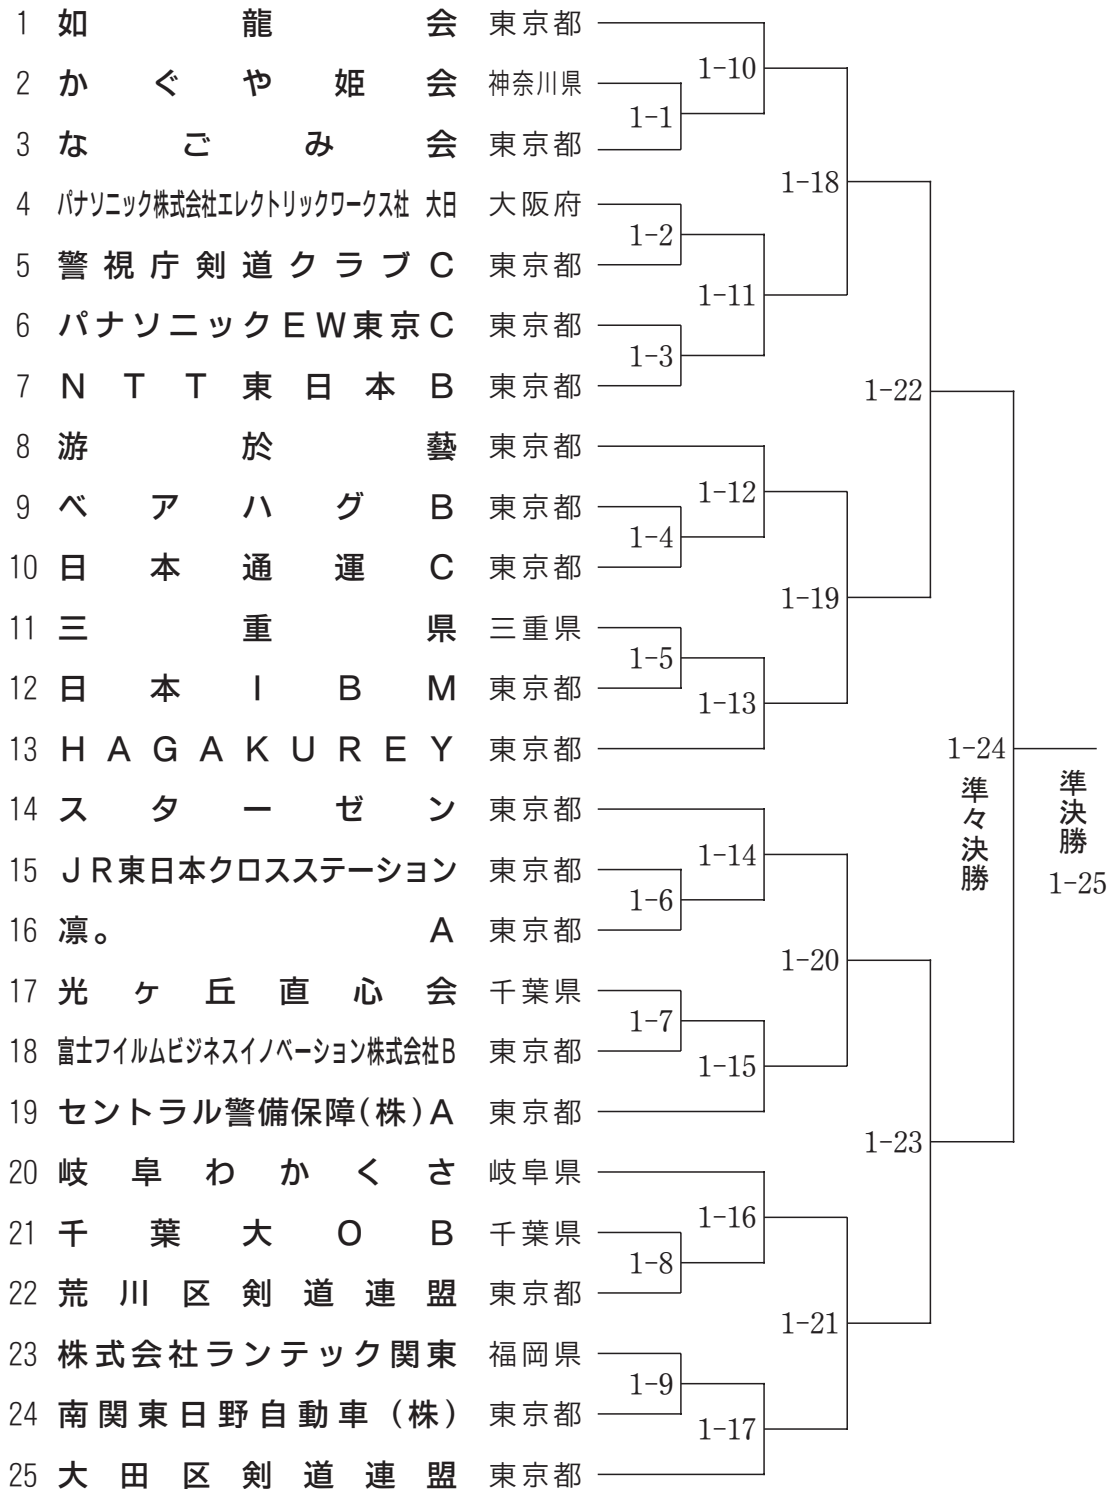 1 如龍会 東京都
1-10
2 かぐや姫会 神奈川県
1-1
3 なごみ会 東京都
1-18
4 パナソニック株式会社エレクトリックワークス社 大日 大阪府
1-2
5 警視庁剣道クラブC 東京都
1-11
6 パナソニックEW東京C 東京都
1-3
7 NTT東日本B 東京都
1-22
8 游於藝 東京都
1-12
9 ベアハグB 東京都
1-4
10 日本通運C 東京都
1-19
11 三重県 三重県
1-5
12 日本IBM 東京都
1-13
13 HAGAKUREY 東京都
1-24
準々決勝
準決勝
1-25
14 スターゼン 東京都
1-14
15 JR東日本クロスステーション 東京都
1-6
16 凛。A 東京都
1-20
17 光ヶ丘直心会 千葉県
1-7
18 富士フイルムビジネスイノベーション株式会社B 東京都
1-15
19 セントラル警備保障(株)A 東京都
1-23
20 岐阜わかくさ 岐阜県
1-16
21 千葉大OB 千葉県
1-8
22 荒川区剣道連盟 東京都
1-21
23 株式会社ランテック関東 福岡県
1-9
24 南関東日野自動車(株) 東京都
1-17
25 大田区剣道連盟 東京都